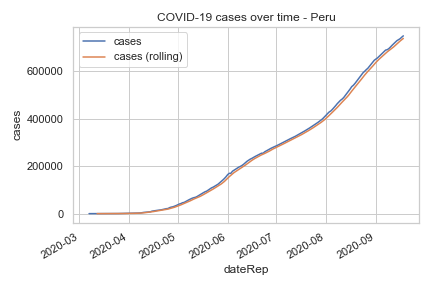 COVID-19 cases over time - Peru
cases
cases (rolling)
600000
400000
200000
0
cases
2020-03
2020-04
2020-05
2020-06
2020-07
2020-08
2020-09
dateRep